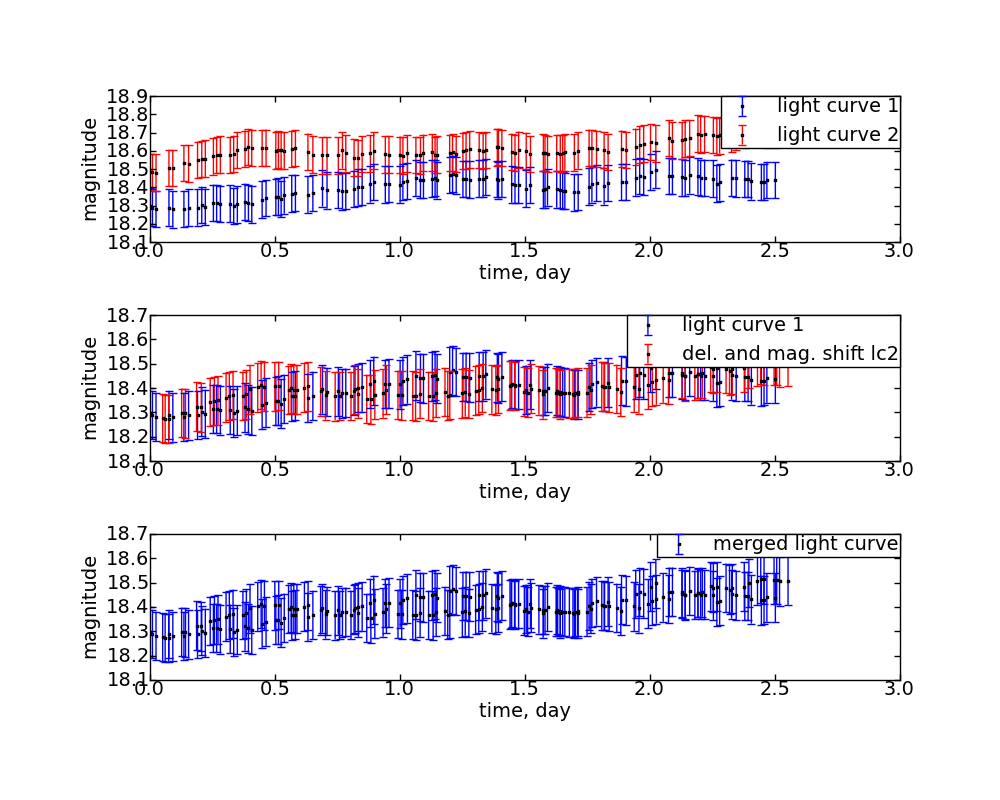 18.9
18.8
18.7
18.6
18.5
18.4
18.3
18.2
18.1
magnitude
light curve 1
light curve 2
0.0 0.5 1.0 1.5 2.0 2.5 3.0
time, day
18.7
18.6
18.5
18.4
18.3
18.2
18.1
magnitude
light curve 1
del. and mag. shift lc2
0.0 0.5 1.0 1.5 2.0 2.5 3.0
time, day
18.7
18.6
18.5
18.4
18.3
18.2
18.1
magnitude
merged light curve
0.0 0.5 1.0 1.5 2.0 2.5 3.0
time, day